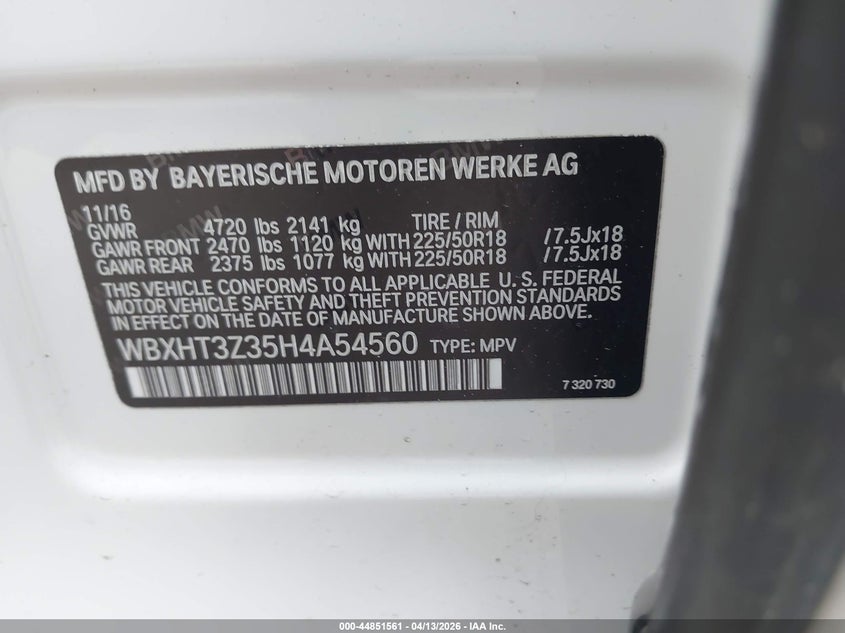 MFD BY BAYERISCHE MOTOREN WERKE AG
11/16
GVWR 4720 lbs 2141 kg TIRE / RIM
GAWR FRONT 2470 lbs 1120 kg WITH 225/50R18 /7.5Jx18
GAWR REAR 2375 lbs 1077 kg WITH 225/50R18 /7.5Jx18
THIS VEHICLE CONFORMS TO ALL APPLICABLE U. S. FEDERAL
MOTOR VEHICLE SAFETY AND THEFT PREVENTION STANDARDS
IN EFFECT ON THE DATE OF MANUFACTURE SHOWN ABOVE.
WBXHT3Z35H4A54560 TYPE: MPV
7 320 730
000-44851561 - 04/13/2026 - IAA Inc.